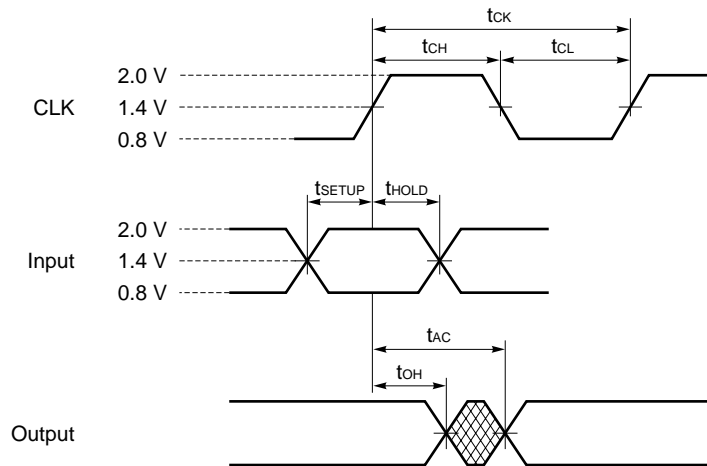 tCK
tCH tCL
2.0 V
CLK 1.4 V
0.8 V
tSETUP tHOLD
2.0 V
Input 1.4 V
0.8 V
tAC
tOH
Output